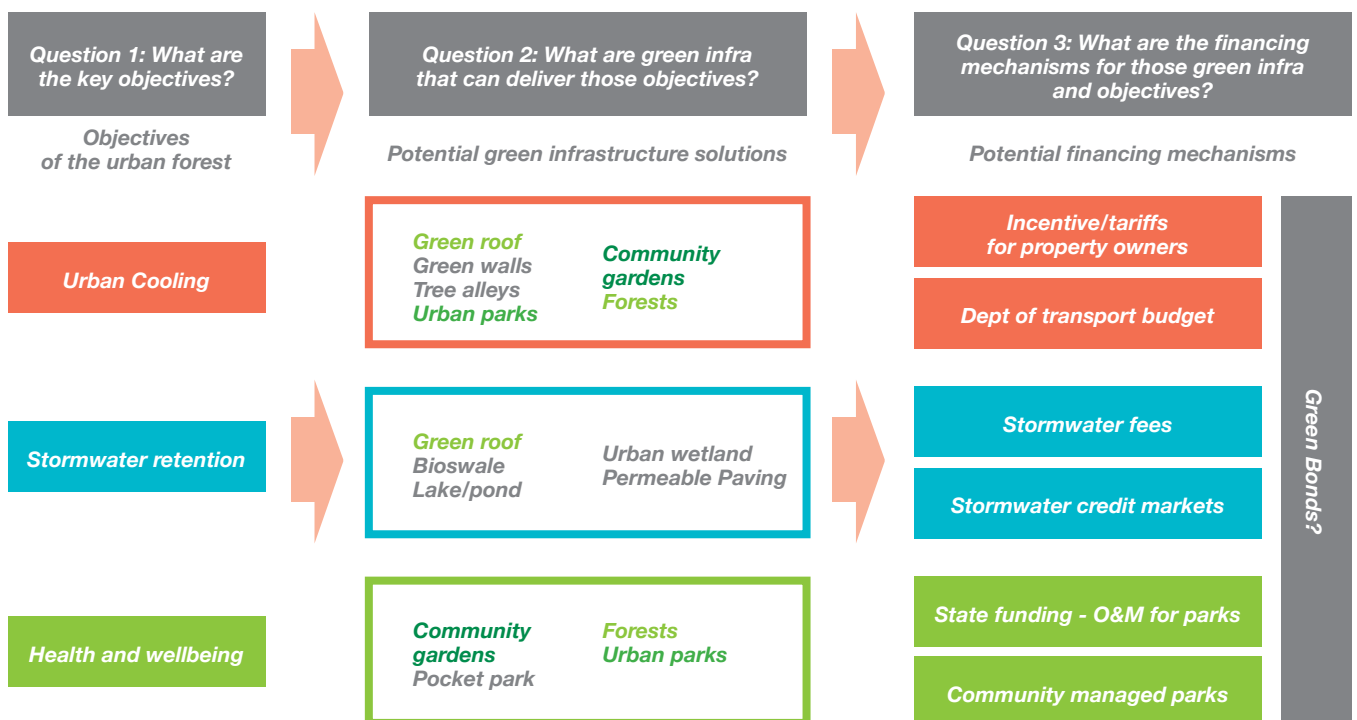 Question 1: What are
the key objectives?
Question 2: What are green infra
that can deliver those objectives?
Question 3: What are the financing
mechanisms for those green infra
and objectives?
Objectives
of the urban forest
Potential green infrastructure solutions
Potential financing mechanisms
Urban Cooling
Green roof
Green walls
Tree alleys
Urban parks
Community
gardens
Forests
Incentive/tariffs
for property owners
Dept of transport budget
Stormwater retention
Green roof
Bioswale
Lake/pond
Urban wetland
Permeable Paving
Stormwater fees
Stormwater credit markets
Health and wellbeing
Community
gardens
Pocket park
Forests
Urban parks
State funding - O&M for parks
Community managed parks
Green Bonds?